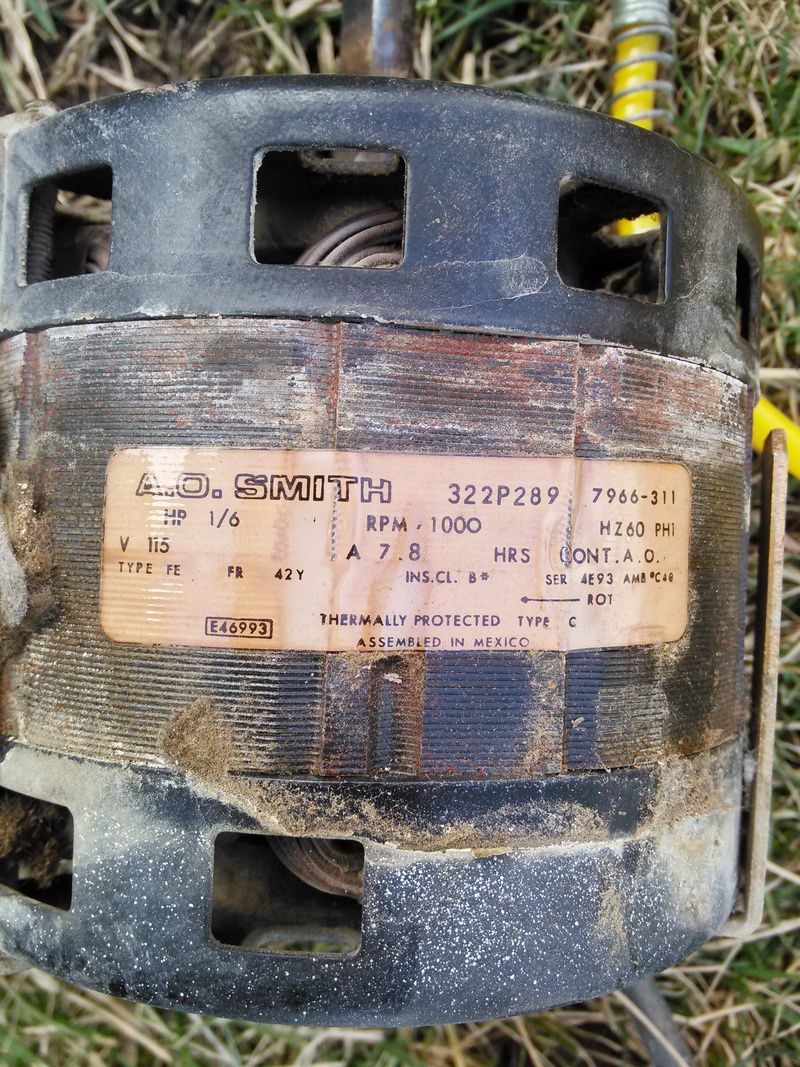 A.O. SMITH 322P289 7966-311
HP 1/6 RPM 1000 HZ60 PH1
V 115 A 7.8 HRS CONT.A.O.
TYPE FE FR 42Y INS.CL. B* SER 4E93 AMB °C40
ROT
E46993 THERMALLY PROTECTED TYPE C
ASSEMBLED IN MEXICO